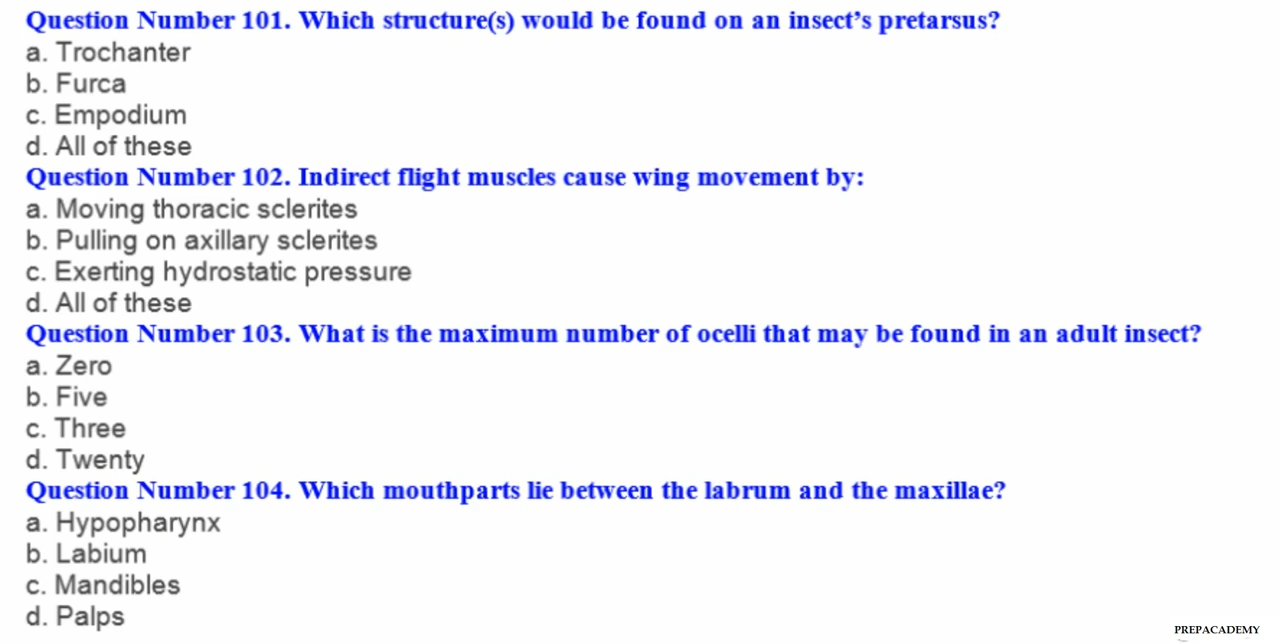 Question Number 101. Which structure(s) would be found on an insect’s pretarsus?
a. Trochanter
b. Furca
c. Empodium
d. All of these
Question Number 102. Indirect flight muscles cause wing movement by:
a. Moving thoracic sclerites
b. Pulling on axillary sclerites
c. Exerting hydrostatic pressure
d. All of these
Question Number 103. What is the maximum number of ocelli that may be found in an adult insect?
a. Zero
b. Five
c. Three
d. Twenty
Question Number 104. Which mouthparts lie between the labrum and the maxillae?
a. Hypopharynx
b. Labium
c. Mandibles
d. Palps
PREPACADEMY